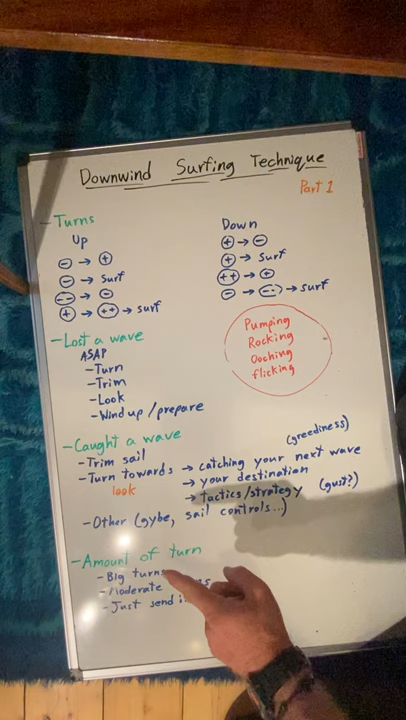 Downwind Surfing Technique
Part 1
- Turns
Up
⊖ → ⊕
⊖ → Surf
(--) → ⊖
⊕ → (++) → surf
Down
⊕ → ⊖
⊕ → Surf
(++) → ⊕
⊖ → (--) → surf
Pumping
Rocking
Ooching
flicking
- Lost a wave
ASAP
- Turn
- Trim
- Look
- Wind up / prepare
- Caught a wave
(greediness)
- Trim sail
- Turn towards → catching your next wave
look → your destination
→ tactics/strategy (gust?)
- Other (gybe, sail controls...)
- Amount of turn
- Big turns
- Moderate
- Just send